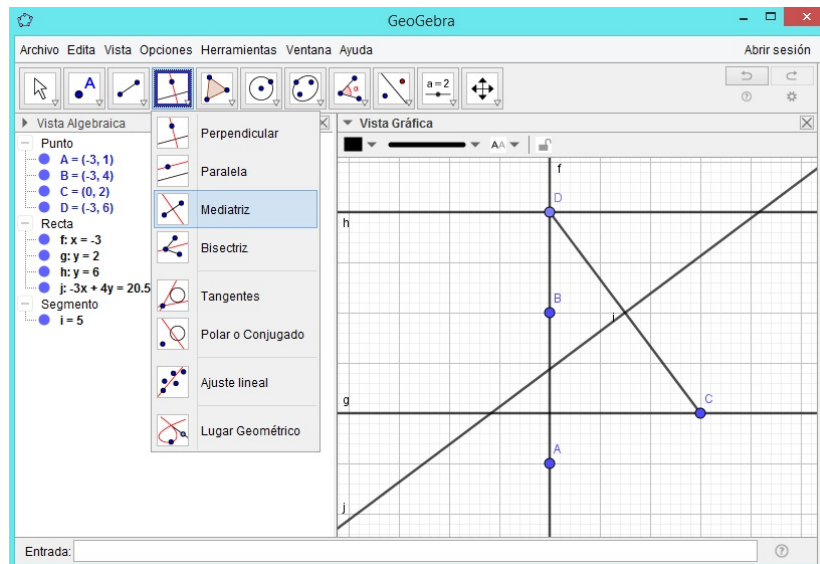 GeoGebra
Archivo Edita Vista Opciones Herramientas Ventana Ayuda
Abrir sesión
A
α
a=2
Vista Algebraica
Punto
A = (-3, 1)
B = (-3, 4)
C = (0, 2)
D = (-3, 6)
Recta
f: x = -3
g: y = 2
h: y = 6
j: -3x + 4y = 20.5
Segmento
i = 5
Perpendicular
Paralela
Mediatriz
Bisectriz
Tangentes
Polar o Conjugado
Ajuste lineal
Lugar Geométrico
Vista Gráfica
AA
f
D
h
B
i
g
C
A
j
Entrada: